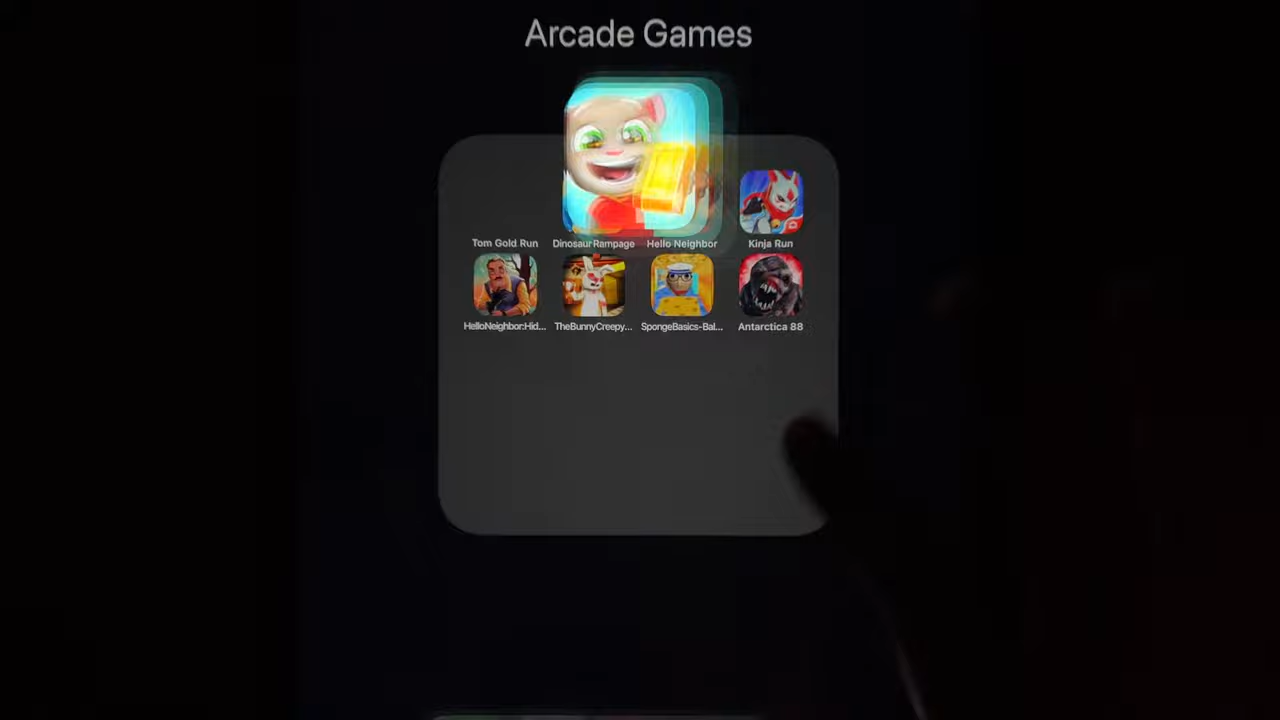 Arcade Games
Tom Gold Run
Dinosaur Rampage
Hello Neighbor
Kinja Run
HelloNeighbor:Hid...
TheBunnyCreepy...
SpongeBasics-Bal...
Antarctica 88